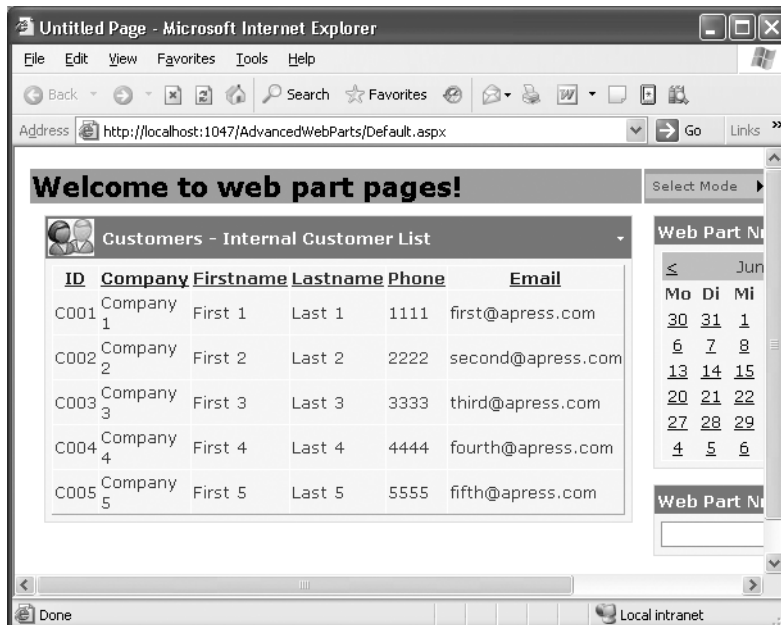 Untitled Page - Microsoft Internet Explorer
File Edit View Favorites Tools Help
Back Search Favorites
Address http://localhost:1047/AdvancedWebParts/Default.aspx Go Links »
Welcome to web part pages! Select Mode
Customers - Internal Customer List
ID Company Firstname Lastname Phone Email
C001 Company 1 First 1 Last 1 1111 first@apress.com
C002 Company 2 First 2 Last 2 2222 second@apress.com
C003 Company 3 First 3 Last 3 3333 third@apress.com
C004 Company 4 First 4 Last 4 4444 fourth@apress.com
C005 Company 5 First 5 Last 5 5555 fifth@apress.com
Web Part
< Jun
Mo Di Mi
30 31 1
6 7 8
13 14 15
20 21 22
27 28 29
4 5 6
Web Part
Done Local intranet